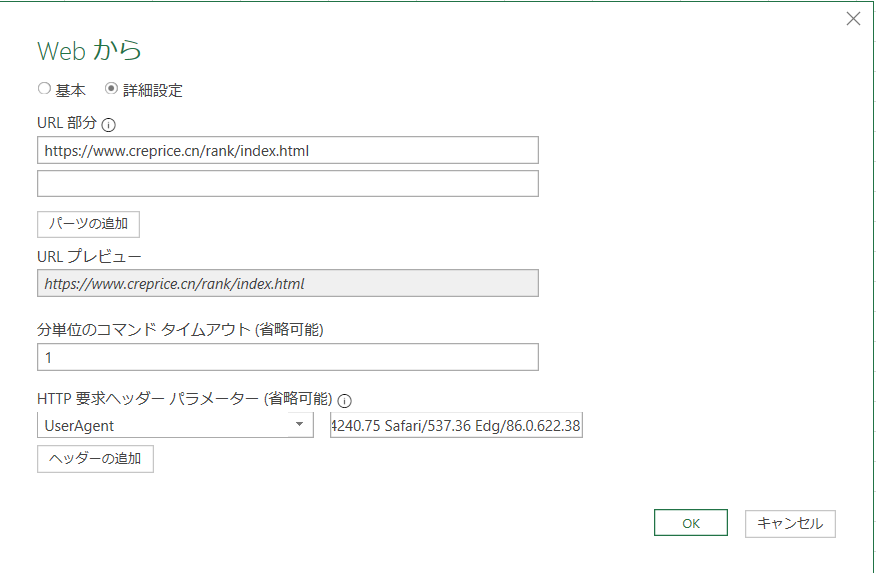 Web から
基本 詳細設定
URL 部分
https://www.creprice.cn/rank/index.html
パーツの追加
URL プレビュー
https://www.creprice.cn/rank/index.html
分単位のコマンド タイムアウト (省略可能)
1
HTTP 要求ヘッダー パラメーター (省略可能)
UserAgent 4240.75 Safari/537.36 Edg/86.0.622.38
ヘッダーの追加
OK キャンセル